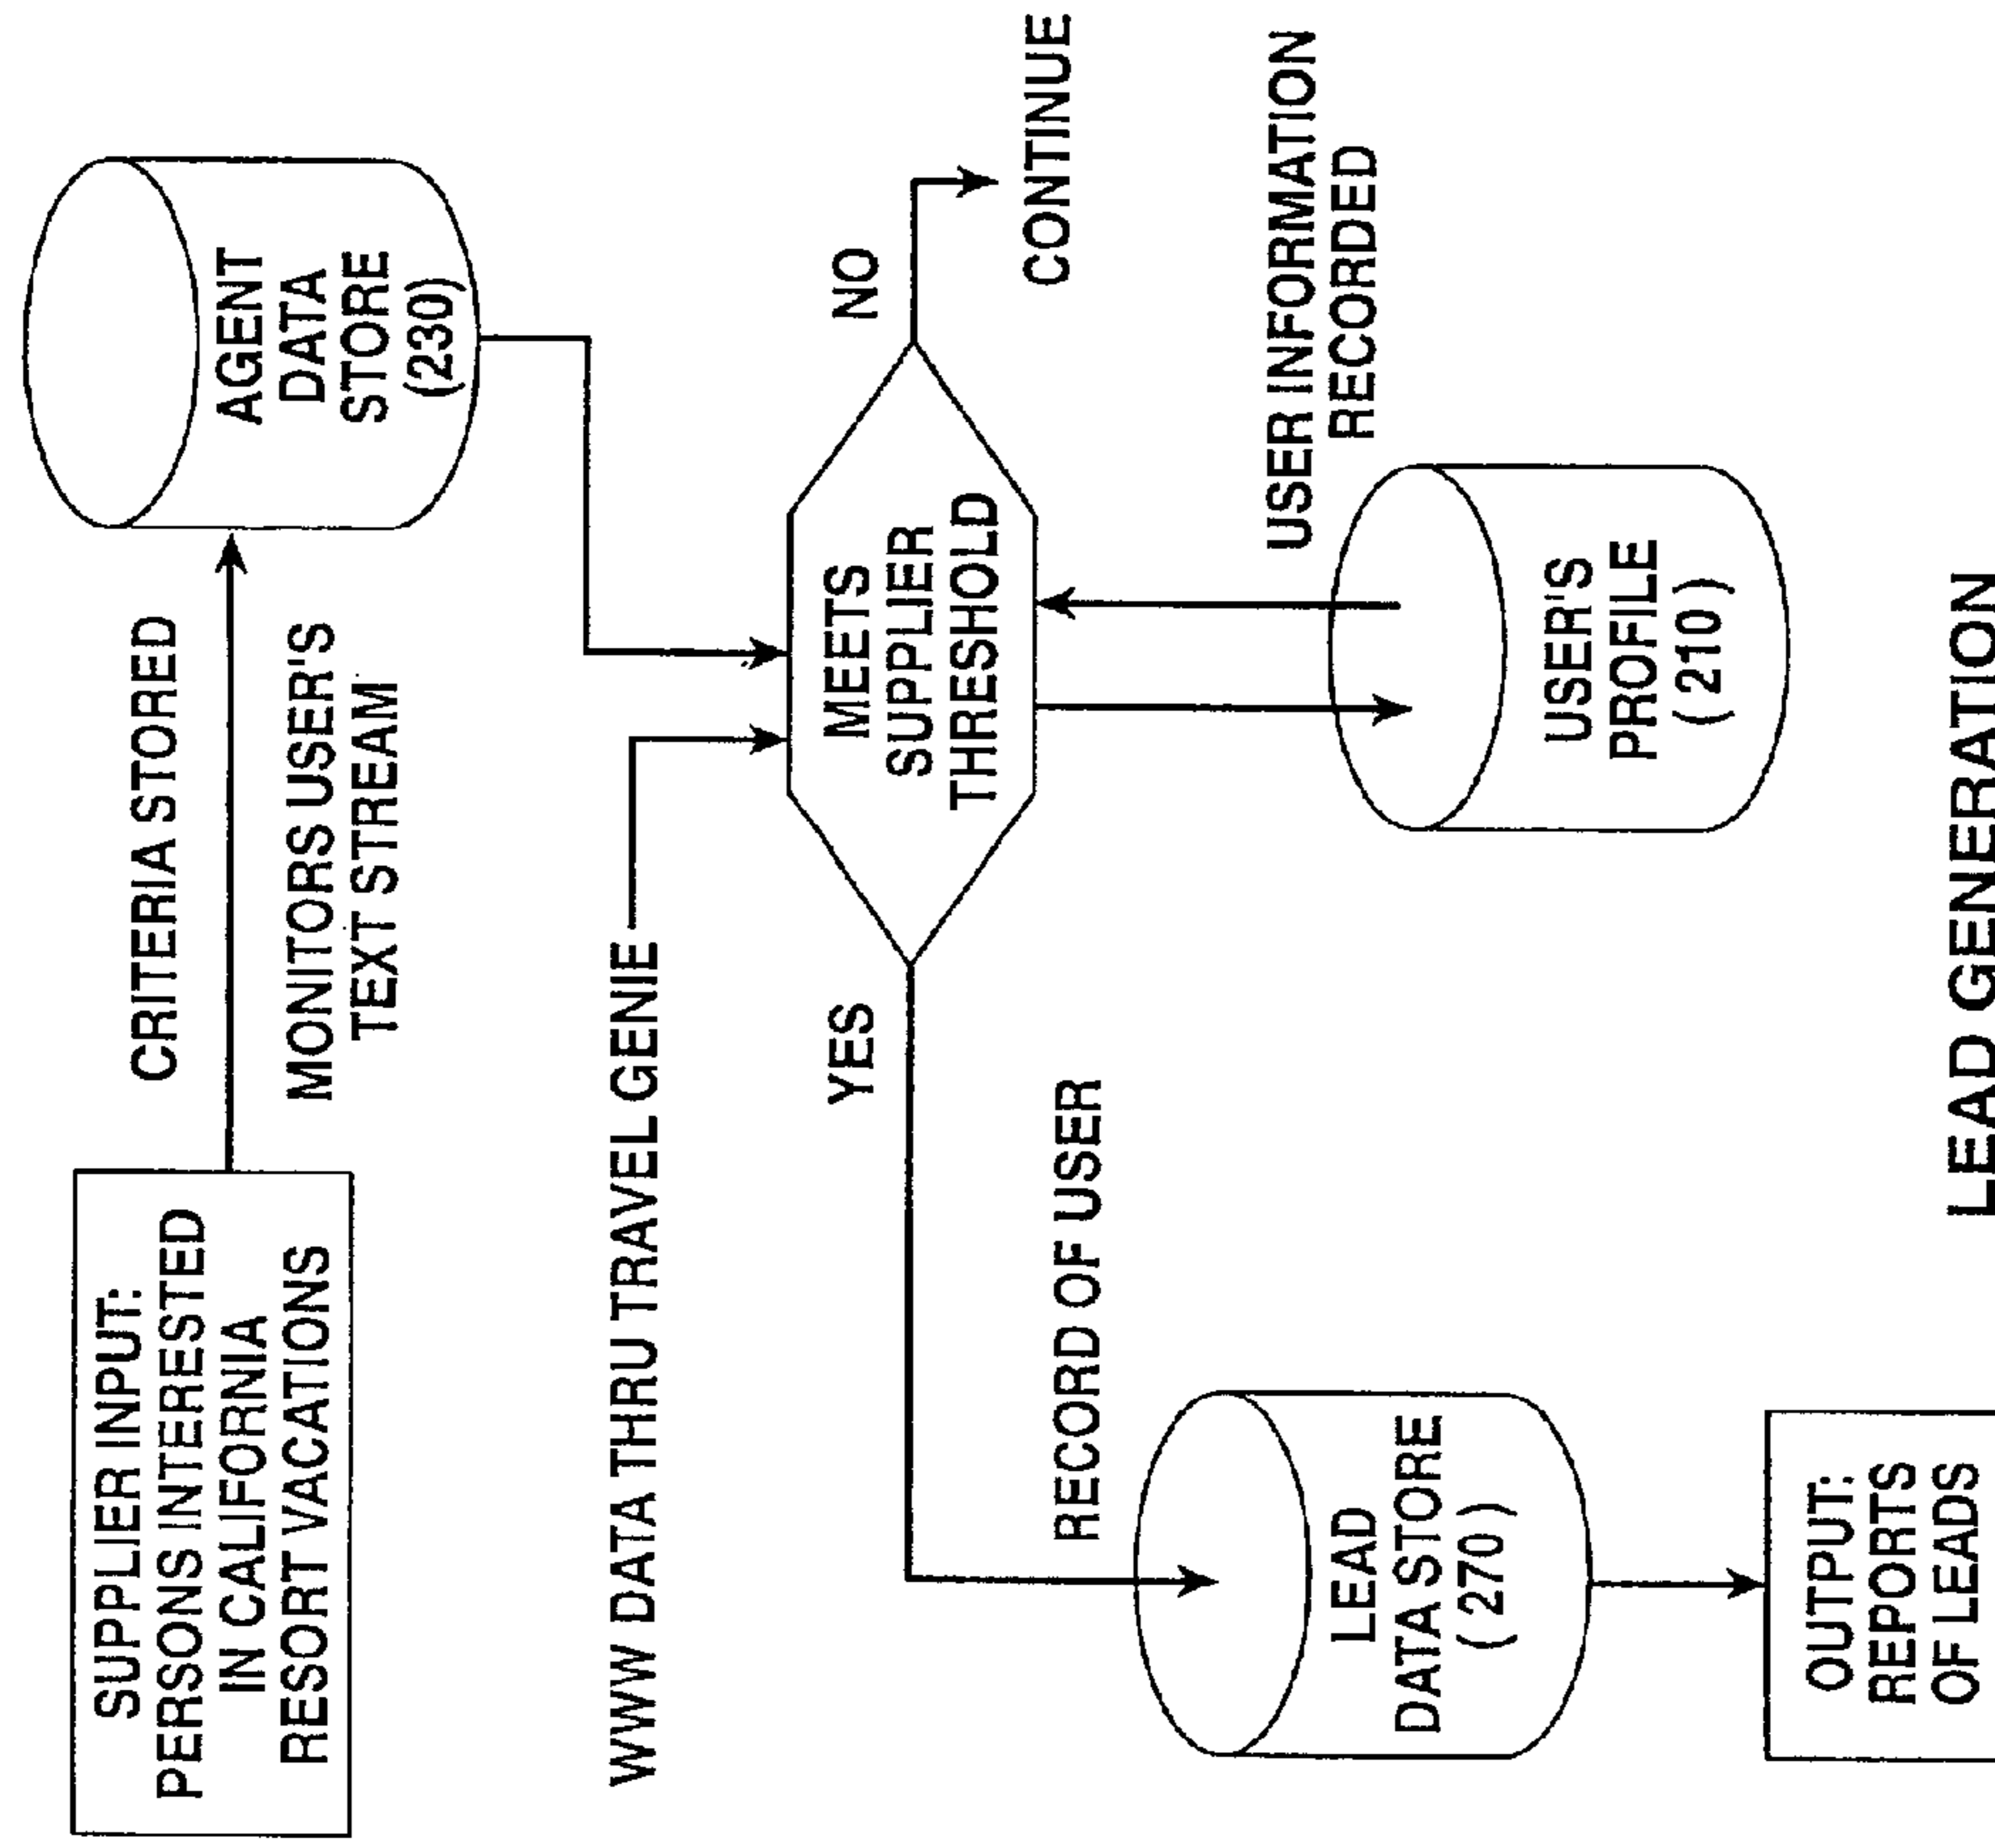 SUPPLIER INPUT:
PERSONS INTERESTED
IN CALIFORNIA
RESORT VACATIONS
CRITERIA STORED
MONITORS USER'S
TEXT STREAM
AGENT
DATA
STORE
(230)
WWW DATA THRU TRAVEL GENIE
MEETS
SUPPLIER
THRESHOLD
YES
NO
CONTINUE
RECORD OF USER
USER INFORMATION
RECORDED
LEAD
DATA STORE
( 270 )
USER'S
PROFILE
( 210 )
OUTPUT:
REPORTS
OF LEADS
LEAD GENERATION